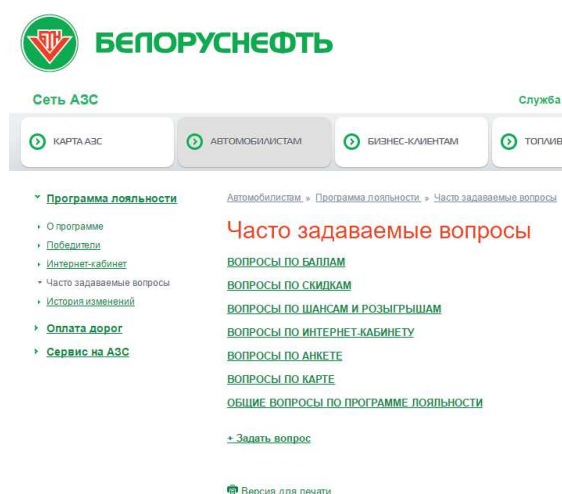 БЕЛОРУСНЕФТЬ
Сеть АЗС
Служба
КАРТА АЗС
АВТОМОБИЛИСТАМ
БИЗНЕС-КЛИЕНТАМ
ТОПЛИВ
Программа лояльности
О программе
Победители
Интернет-кабинет
Часто задаваемые вопросы
История изменений
Оплата дорог
Сервис на АЗС
Автомобилистам » Программа лояльности » Часто задаваемые вопросы
Часто задаваемые вопросы
ВОПРОСЫ ПО БАЛЛАМ
ВОПРОСЫ ПО СКИДКАМ
ВОПРОСЫ ПО ШАНСАМ И РОЗЫГРЫШАМ
ВОПРОСЫ ПО ИНТЕРНЕТ-КАБИНЕТУ
ВОПРОСЫ ПО АНКЕТЕ
ВОПРОСЫ ПО КАРТЕ
ОБЩИЕ ВОПРОСЫ ПО ПРОГРАММЕ ЛОЯЛЬНОСТИ
+ Задать вопрос
Версия для печати